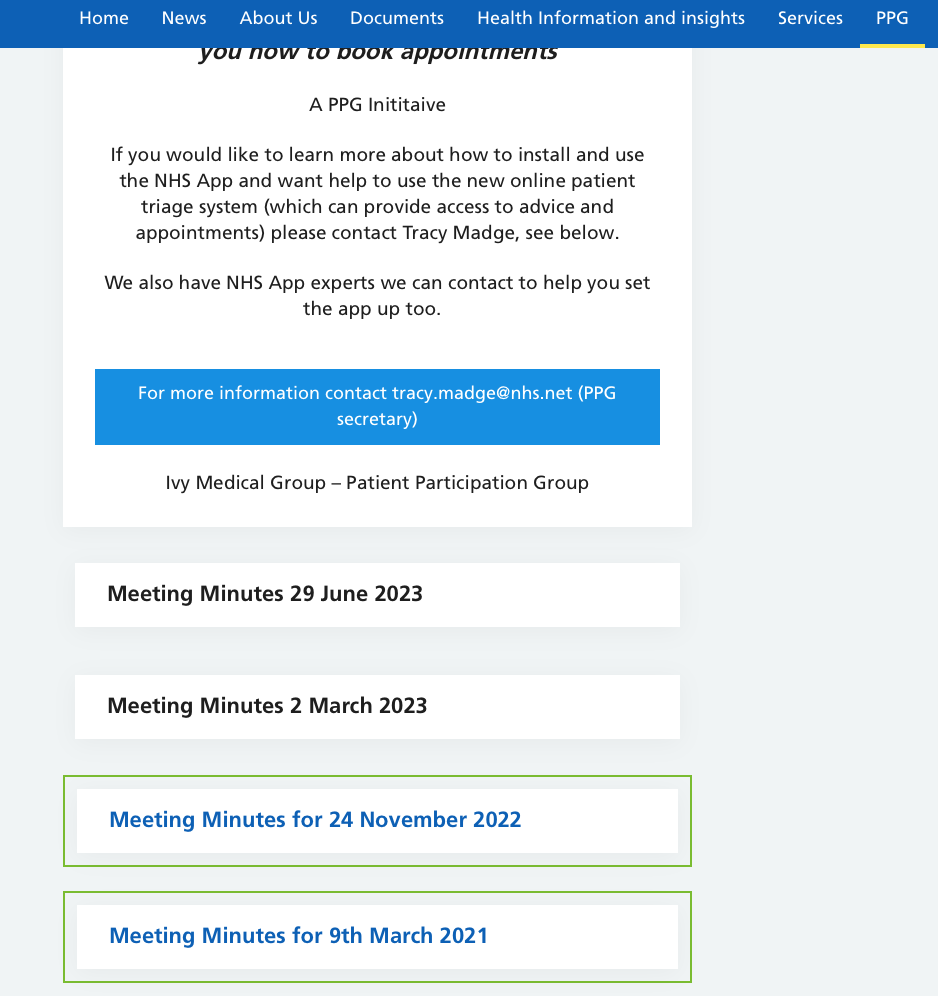 Home News About Us Documents Health Information and insights Services PPG
you how to book appointments
A PPG Inititaive
If you would like to learn more about how to install and use
the NHS App and want help to use the new online patient
triage system (which can provide access to advice and
appointments) please contact Tracy Madge, see below.
We also have NHS App experts we can contact to help you set
the app up too.
For more information contact tracy.madge@nhs.net (PPG
secretary)
Ivy Medical Group – Patient Participation Group
Meeting Minutes 29 June 2023
Meeting Minutes 2 March 2023
Meeting Minutes for 24 November 2022
Meeting Minutes for 9th March 2021